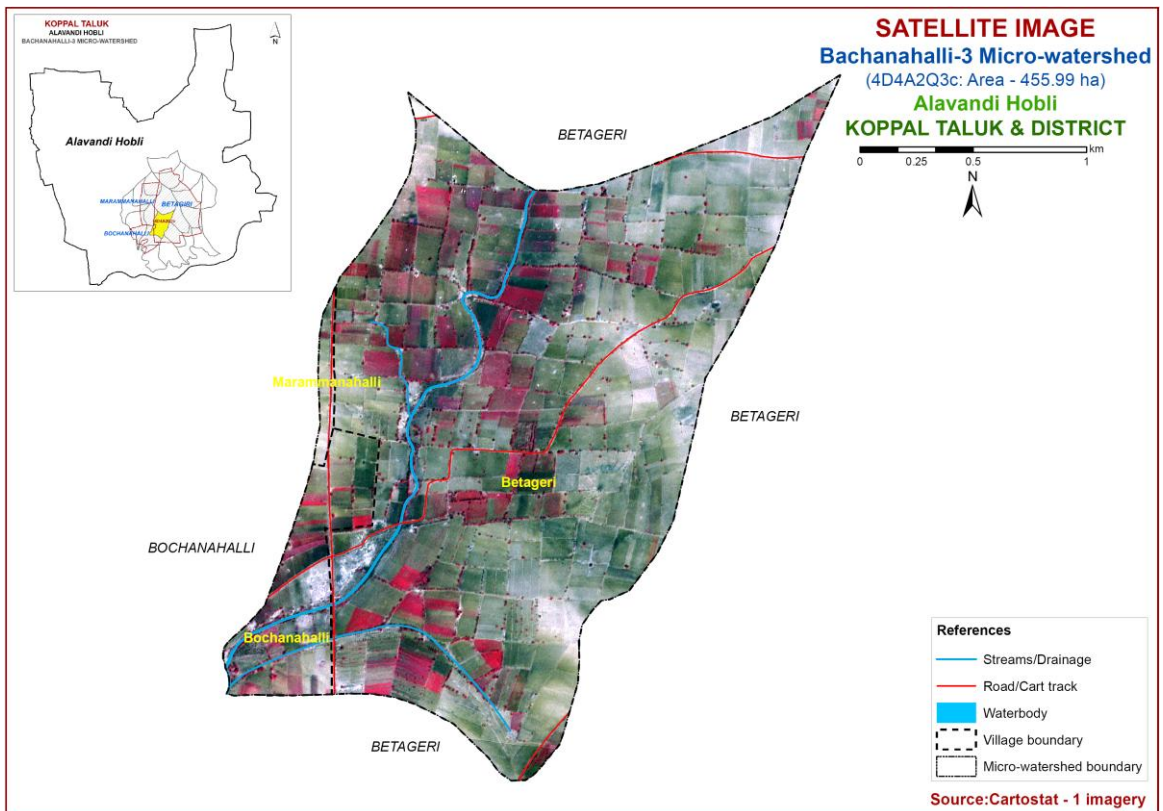 KOPPAL TALUK
ALAVANDI HOBLI
BACHANAHALLI-3 MICRO-WATERSHED
N
Alavandi Hobli
MARAMMANAHALLI
BETAGIRI
BOCHANAHALLI
SATELLITE IMAGE
Bachanahalli-3 Micro-watershed
(4D4A2Q3c: Area - 455.99 ha)
Alavandi Hobli
KOPPAL TALUK & DISTRICT
km
0 0.25 0.5 1
N
BETAGERI
Marammanahalli
BETAGERI
Betageri
BOCHANAHALLI
Bochanahalli
BETAGERI
References
Streams/Drainage
Road/Cart track
Waterbody
Village boundary
Micro-watershed boundary
Source:Cartostat - 1 imagery